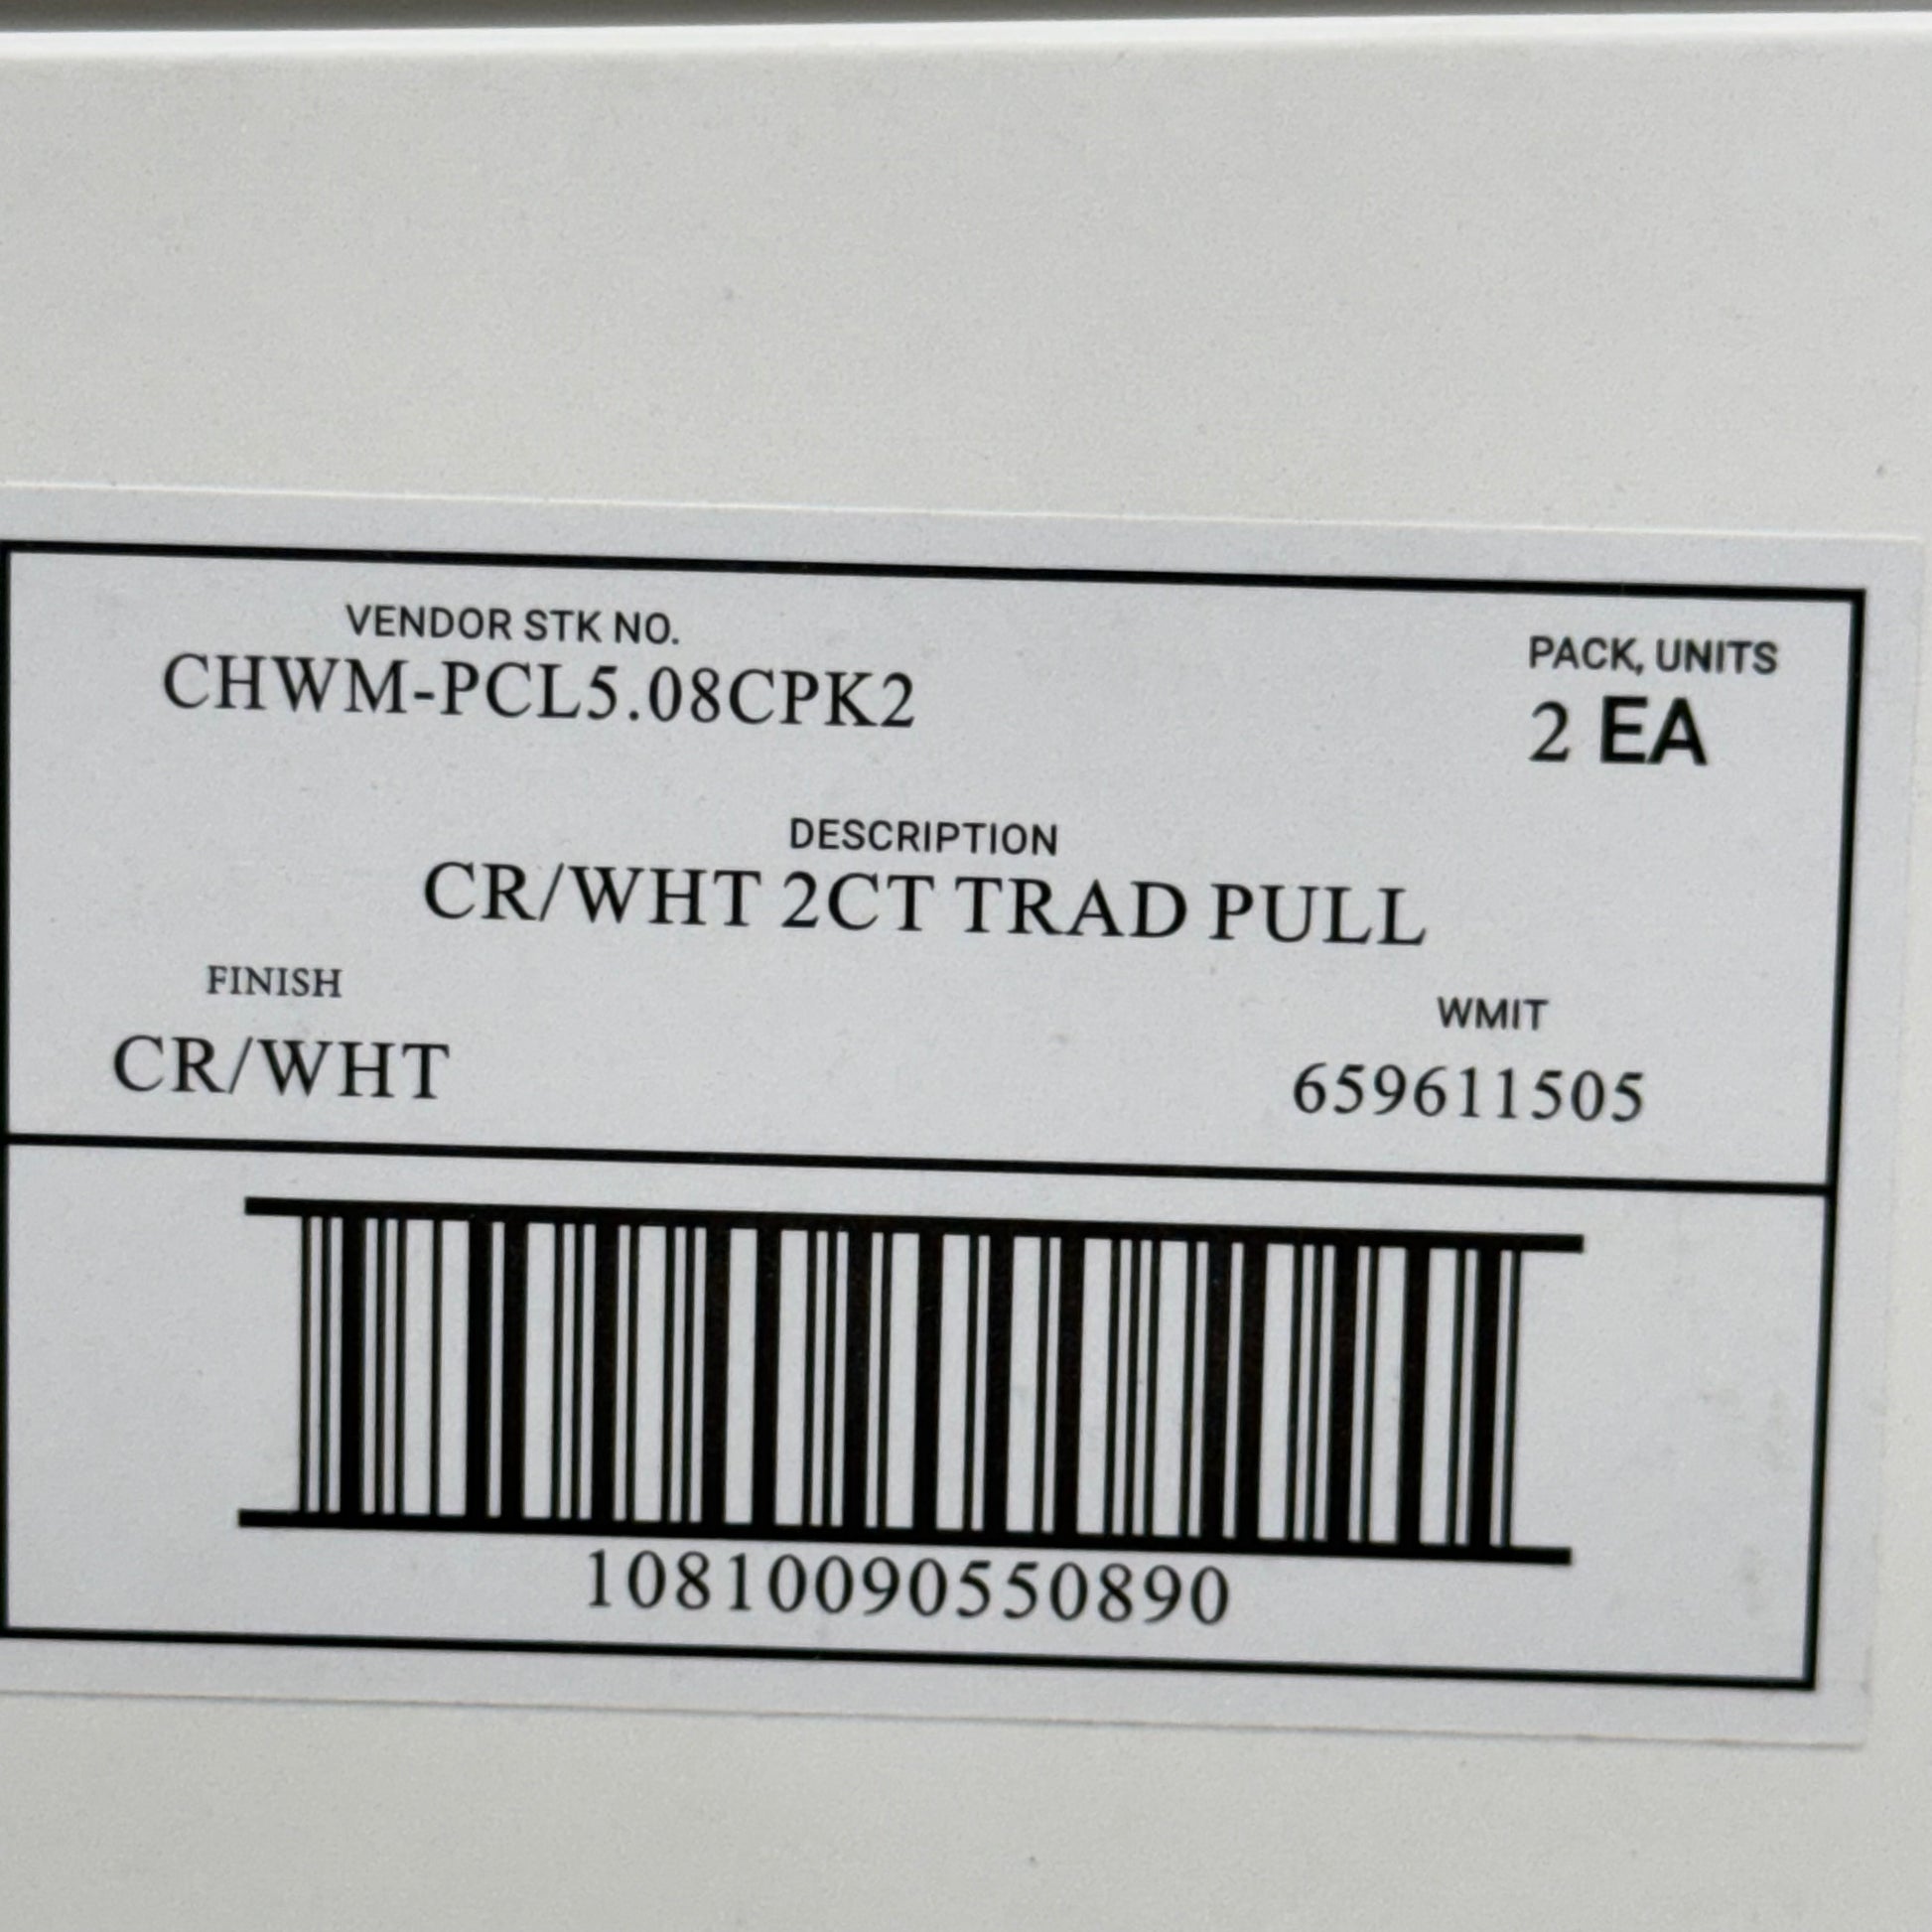 VENDOR STK NO.
CHWM-PCL5.08CPK2
PACK, UNITS
2 EA
DESCRIPTION
CR/WHT 2CT TRAD PULL
FINISH
CR/WHT
WMIT
659611505
10810090550890